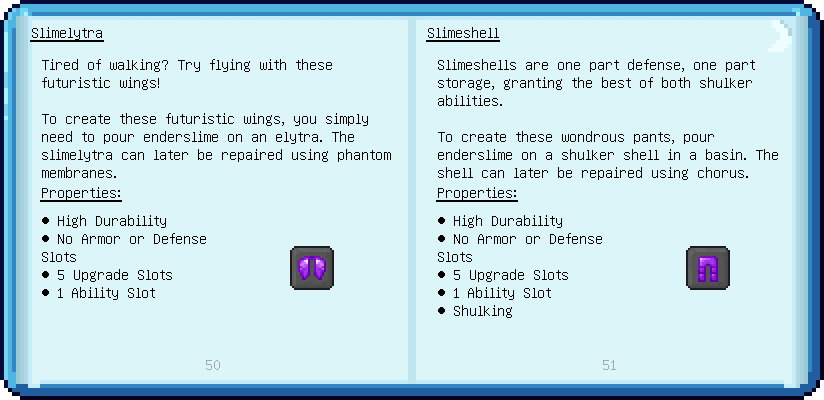 Slimelytra
Tired of walking? Try flying with these
futuristic wings!
To create these futuristic wings, you simply
need to pour enderslime on an elytra. The
slimelytra can later be repaired using phantom
membranes.
Properties:
● High Durability
● No Armor or Defense
Slots
● 5 Upgrade Slots
● 1 Ability Slot
50
Slimeshell
Slimeshells are one part defense, one part
storage, granting the best of both shulker
abilities.
To create these wondrous pants, pour
enderslime on a shulker shell in a basin. The
shell can later be repaired using chorus.
Properties:
● High Durability
● No Armor or Defense
Slots
● 5 Upgrade Slots
● 1 Ability Slot
● Shulking
51